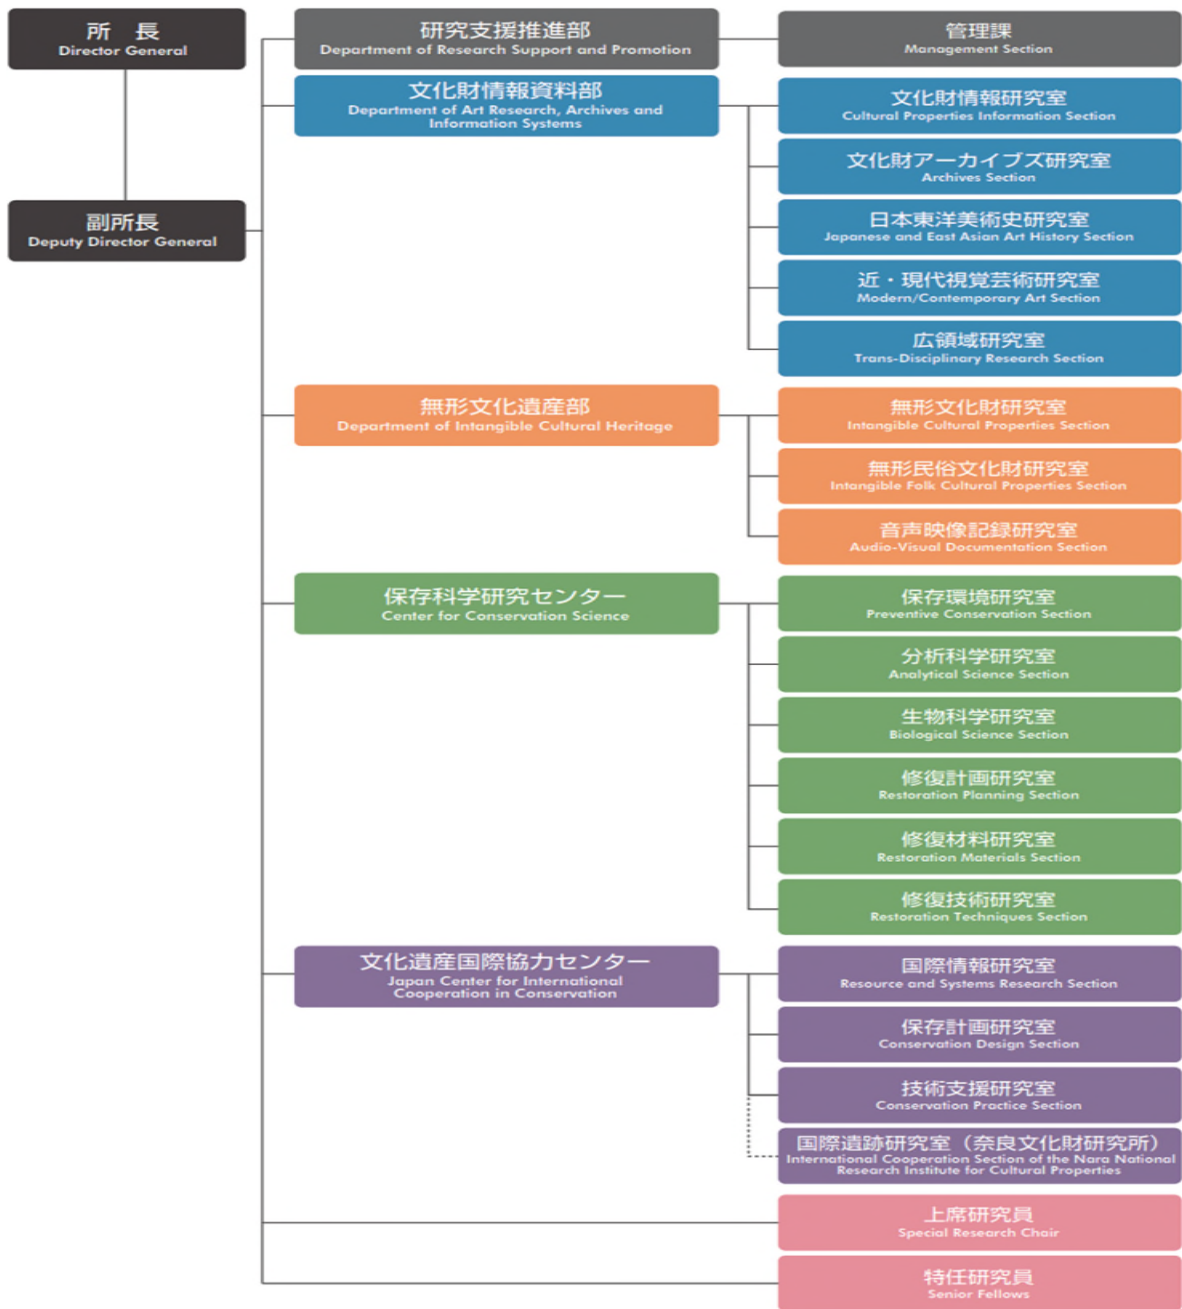 所 長
Director General
副所長
Deputy Director General
研究支援推進部
Department of Research Support and Promotion
管理課
Management Section
文化財情報資料部
Department of Art Research, Archives and
Information Systems
文化財情報研究室
Cultural Properties Information Section
文化財アーカイブズ研究室
Archives Section
日本東洋美術史研究室
Japanese and East Asian Art History Section
近・現代視覚芸術研究室
Modern/Contemporary Art Section
広領域研究室
Trans-Disciplinary Research Section
無形文化遺産部
Department of Intangible Cultural Heritage
無形文化財研究室
Intangible Cultural Properties Section
無形民俗文化財研究室
Intangible Folk Cultural Properties Section
音声映像記録研究室
Audio-Visual Documentation Section
保存科学研究センター
Center for Conservation Science
保存環境研究室
Preventive Conservation Section
分析科学研究室
Analytical Science Section
生物科学研究室
Biological Science Section
修復計画研究室
Restoration Planning Section
修復材料研究室
Restoration Materials Section
修復技術研究室
Restoration Techniques Section
文化遺産国際協力センター
Japan Center for International
Cooperation in Conservation
国際情報研究室
Resource and Systems Research Section
保存計画研究室
Conservation Design Section
技術支援研究室
Conservation Practice Section
国際遺跡研究室（奈良文化財研究所）
International Cooperation Section of the Nara National
Research Institute for Cultural Properties
上席研究員
Special Research Chair
特任研究員
Senior Fellows